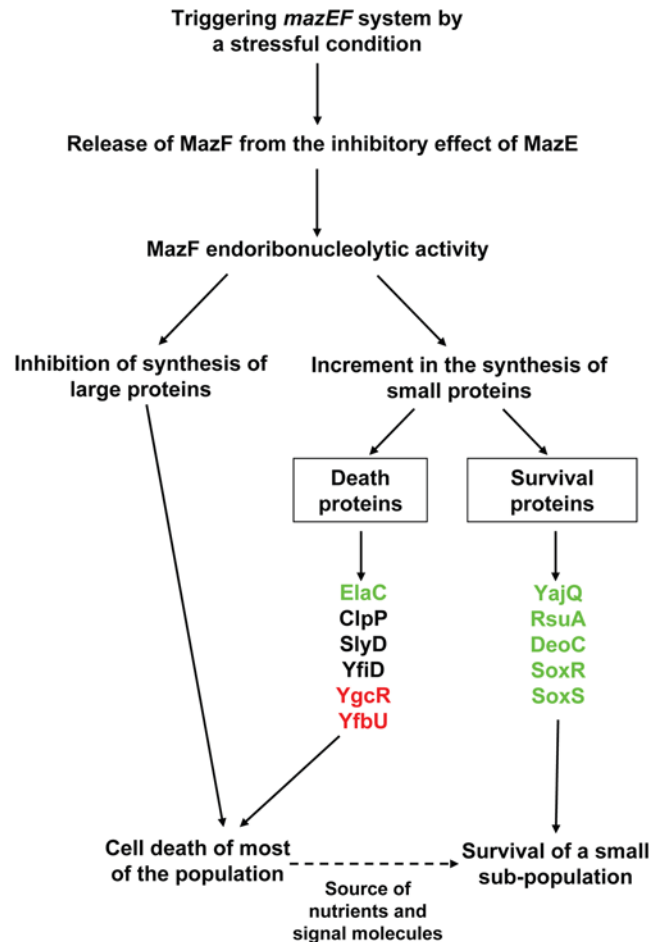 Triggering mazEF system by
a stressful condition
Release of MazF from the inhibitory effect of MazE
MazF endoribonucleolytic activity
Inhibition of synthesis of
large proteins
Increment in the synthesis of
small proteins
Death
proteins
Survival
proteins
ElaC
ClpP
SlyD
YfiD
YgcR
YfbU
YajQ
RsuA
DeoC
SoxR
SoxS
Cell death of most
of the population
Source of
nutrients and
signal molecules
Survival of a small
sub-population